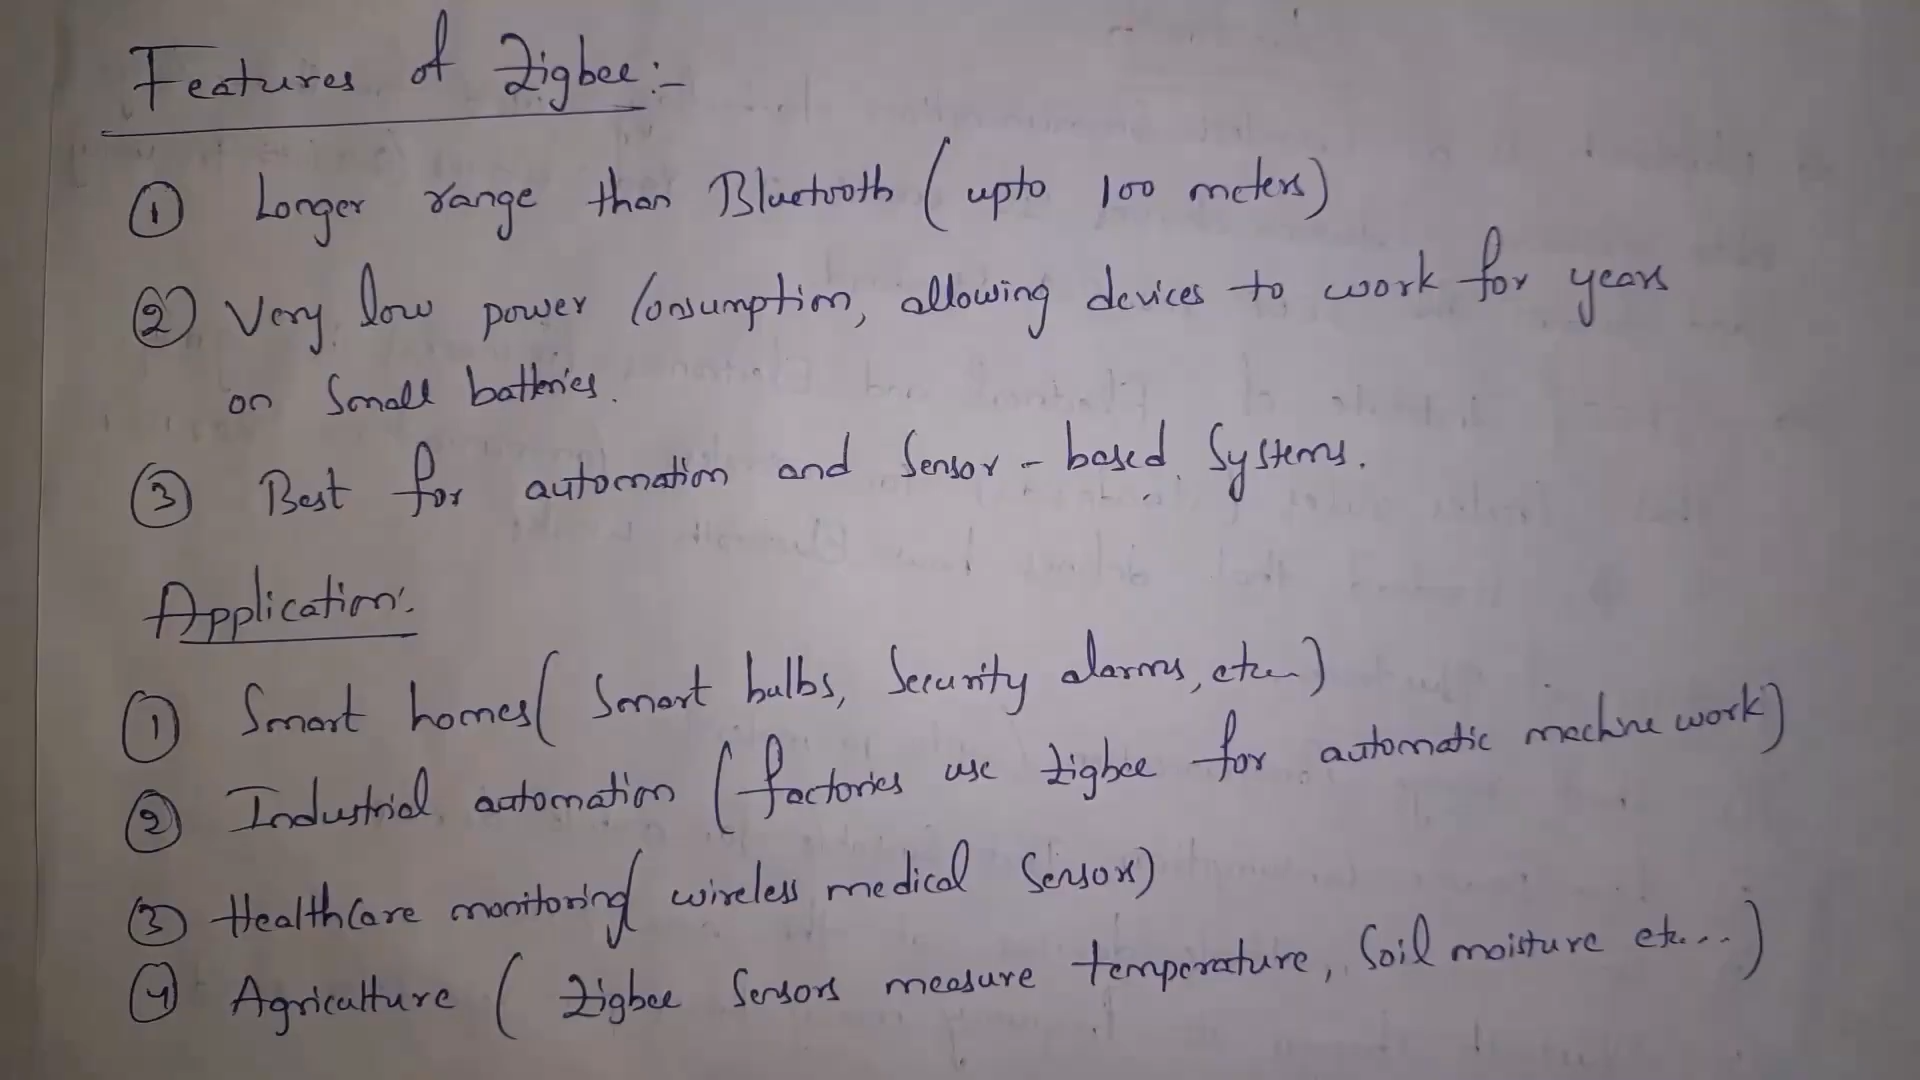 Features of Zigbee:-
① Longer range than Bluetooth (upto 100 meters)
② Very low power Consumption, allowing devices to work for years
on Small batteries.
③ Best for automation and Sensor-based Systems.
Application:
① Smart homes (Smart bulbs, Security alarms, etc...)
② Industrial automation (factories use zigbee for automatic machine work)
③ HealthCare monitoring (wireless medical Sensors)
④ Agriculture (Zigbee Sensors measure temperature, Soil moisture etc...)